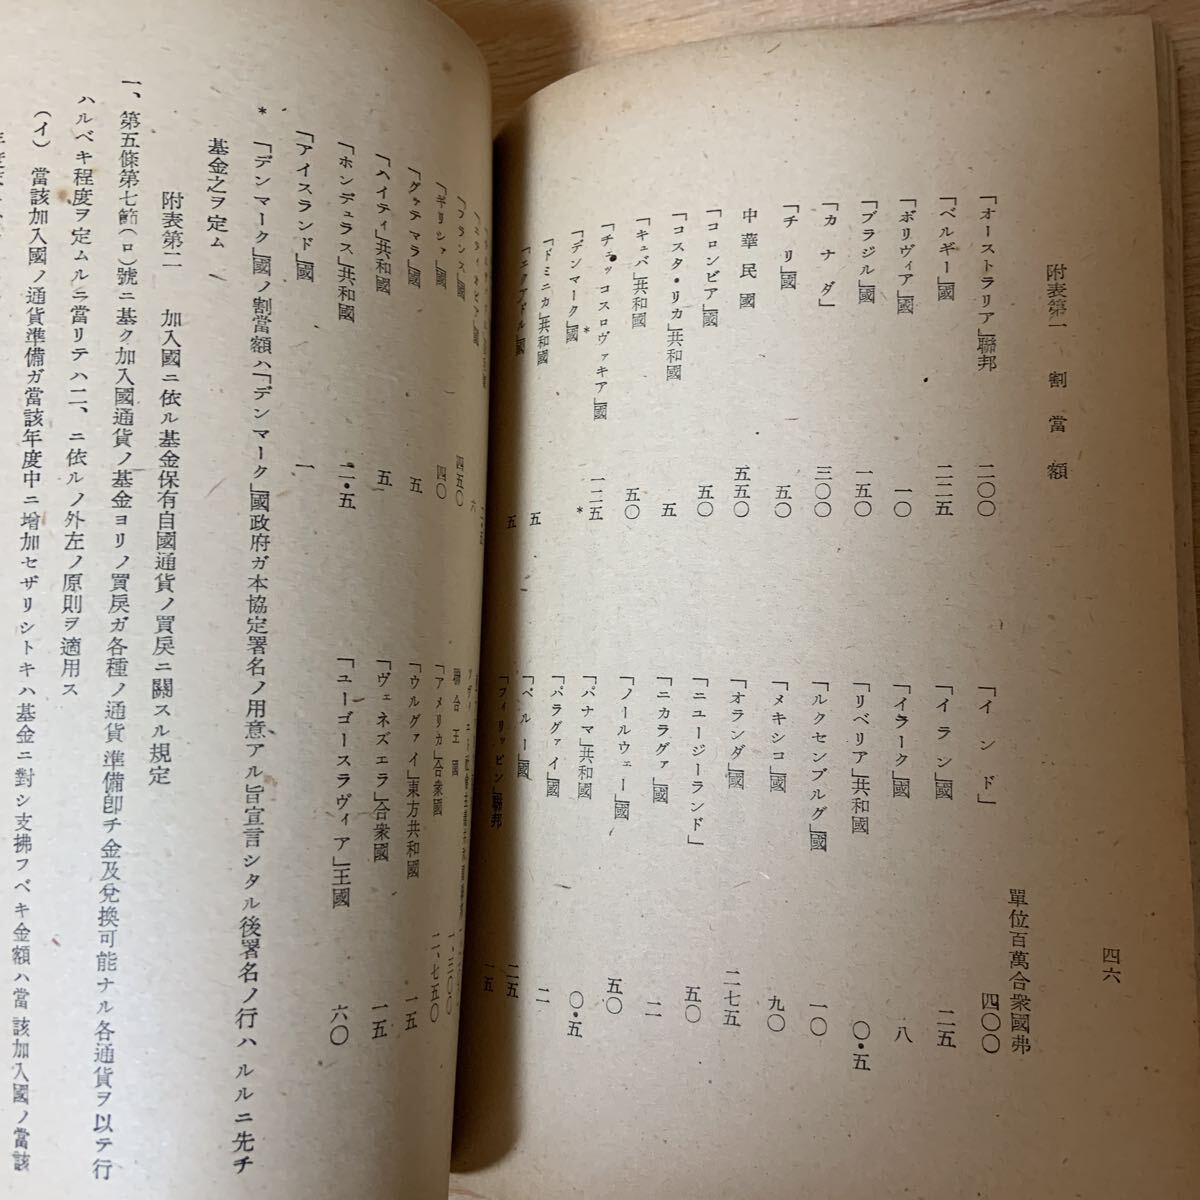 四六
附表第一　割當額
單位百萬合衆國弗
「オーストラリア」聯邦　二〇〇
「ベルギー」國　二二五
「ボリヴィア」國　一〇
「ブラジル」國　一五〇
「カナダ」　三〇〇
「チリ」國　五〇
中華民國　五五〇
「コロンビア」國　五〇
「コスタ・リカ」共和國　五
「キュバ」共和國　五〇
「チェッコスロヴァキア」國　一二五
「デンマーク」國*　*
「ドミニカ」共和國　五
「エクアドル」國　五
「インド」　四〇〇
「イラン」國　二五
「イラーク」國　八
「リベリア」共和國　〇・五
「ルクセンブルグ」國　一〇
「メキシコ」國　九〇
「オランダ」國　二七五
「ニュージーランド」　五〇
「ニカラグァ」國　二
「ノールウェー」國　五〇
「パナマ」共和國　〇・五
「パラグァイ」國　二
「ペルー」國　二五
「フィリッピン」聯邦　一五
「フランス」國　四五〇
「ギリシァ」國　四〇
「グァテマラ」國　五
「ハイティ」共和國　五
「ホンデュラス」共和國　二・五
「アイスランド」國　一
聯合王國　一、三〇〇
「アメリカ」合衆國　二、七五〇
「ウルグァイ」東方共和國　一五
「ヴェネズエラ」合衆國　一五
「ユーゴースラヴィア」王國　六〇
*「デンマーク」國ノ割當額ハ「デンマーク」國政府ガ本協定署名ノ用意アル旨宣言シタル後署名ノ行ハルルニ先チ
基金之ヲ定ム
附表第二　加入國ニ依ル基金保有自國通貨ノ買戻ニ關スル規定
一、第五條第七節(ロ)號ニ基ク加入國通貨ノ基金ヨリノ買戻ガ各種ノ通貨準備卽チ金及兌換可能ナル各通貨ヲ以テ行
ハルベキ程度ヲ定ムルニ當リテハ二、ニ依ルノ外左ノ原則ヲ適用ス
(イ)　當該加入國ノ通貨準備ガ當該年度中ニ增加セザリシトキハ基金ニ對シ支拂フベキ金額ハ當該加入國ノ當該